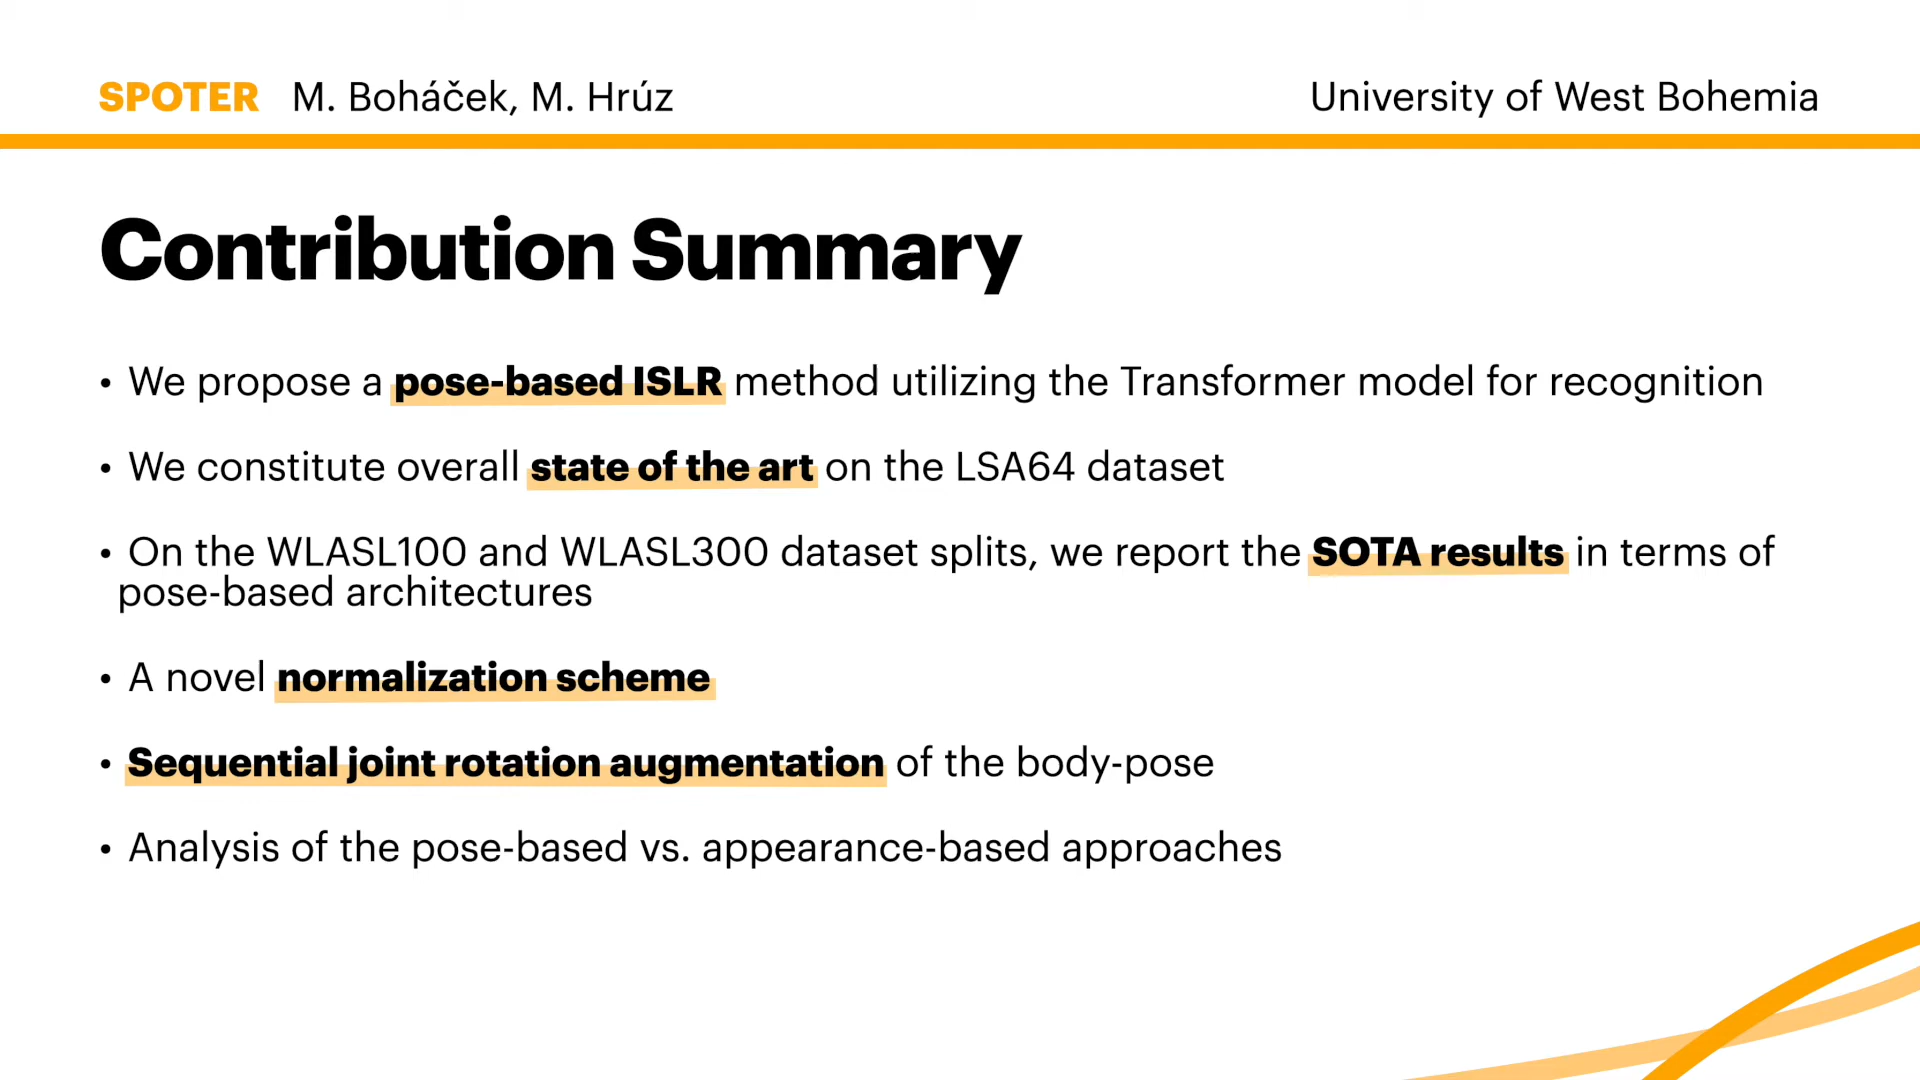 SPOTER M. Boháček, M. Hrúz University of West Bohemia
Contribution Summary
• We propose a pose-based ISLR method utilizing the Transformer model for recognition
• We constitute overall state of the art on the LSA64 dataset
• On the WLASL100 and WLASL300 dataset splits, we report the SOTA results in terms of
pose-based architectures
• A novel normalization scheme
• Sequential joint rotation augmentation of the body-pose
• Analysis of the pose-based vs. appearance-based approaches